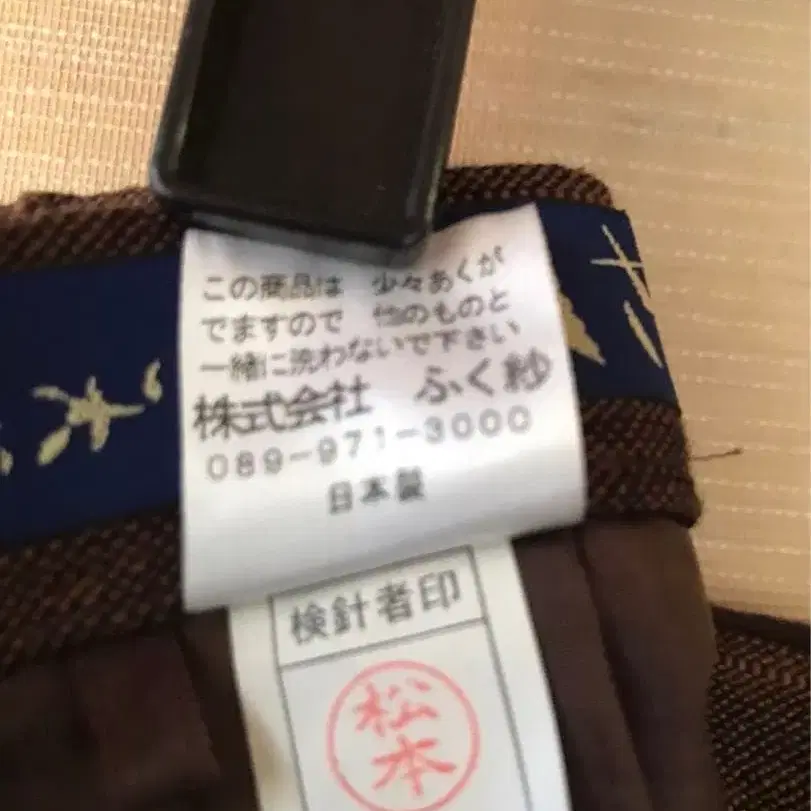 この商品は 少々あくが
でますので 他のものと
一緒に洗わないで下さい
株式会社 ふく紗
089-971-3000
日本製
検針者印
松本